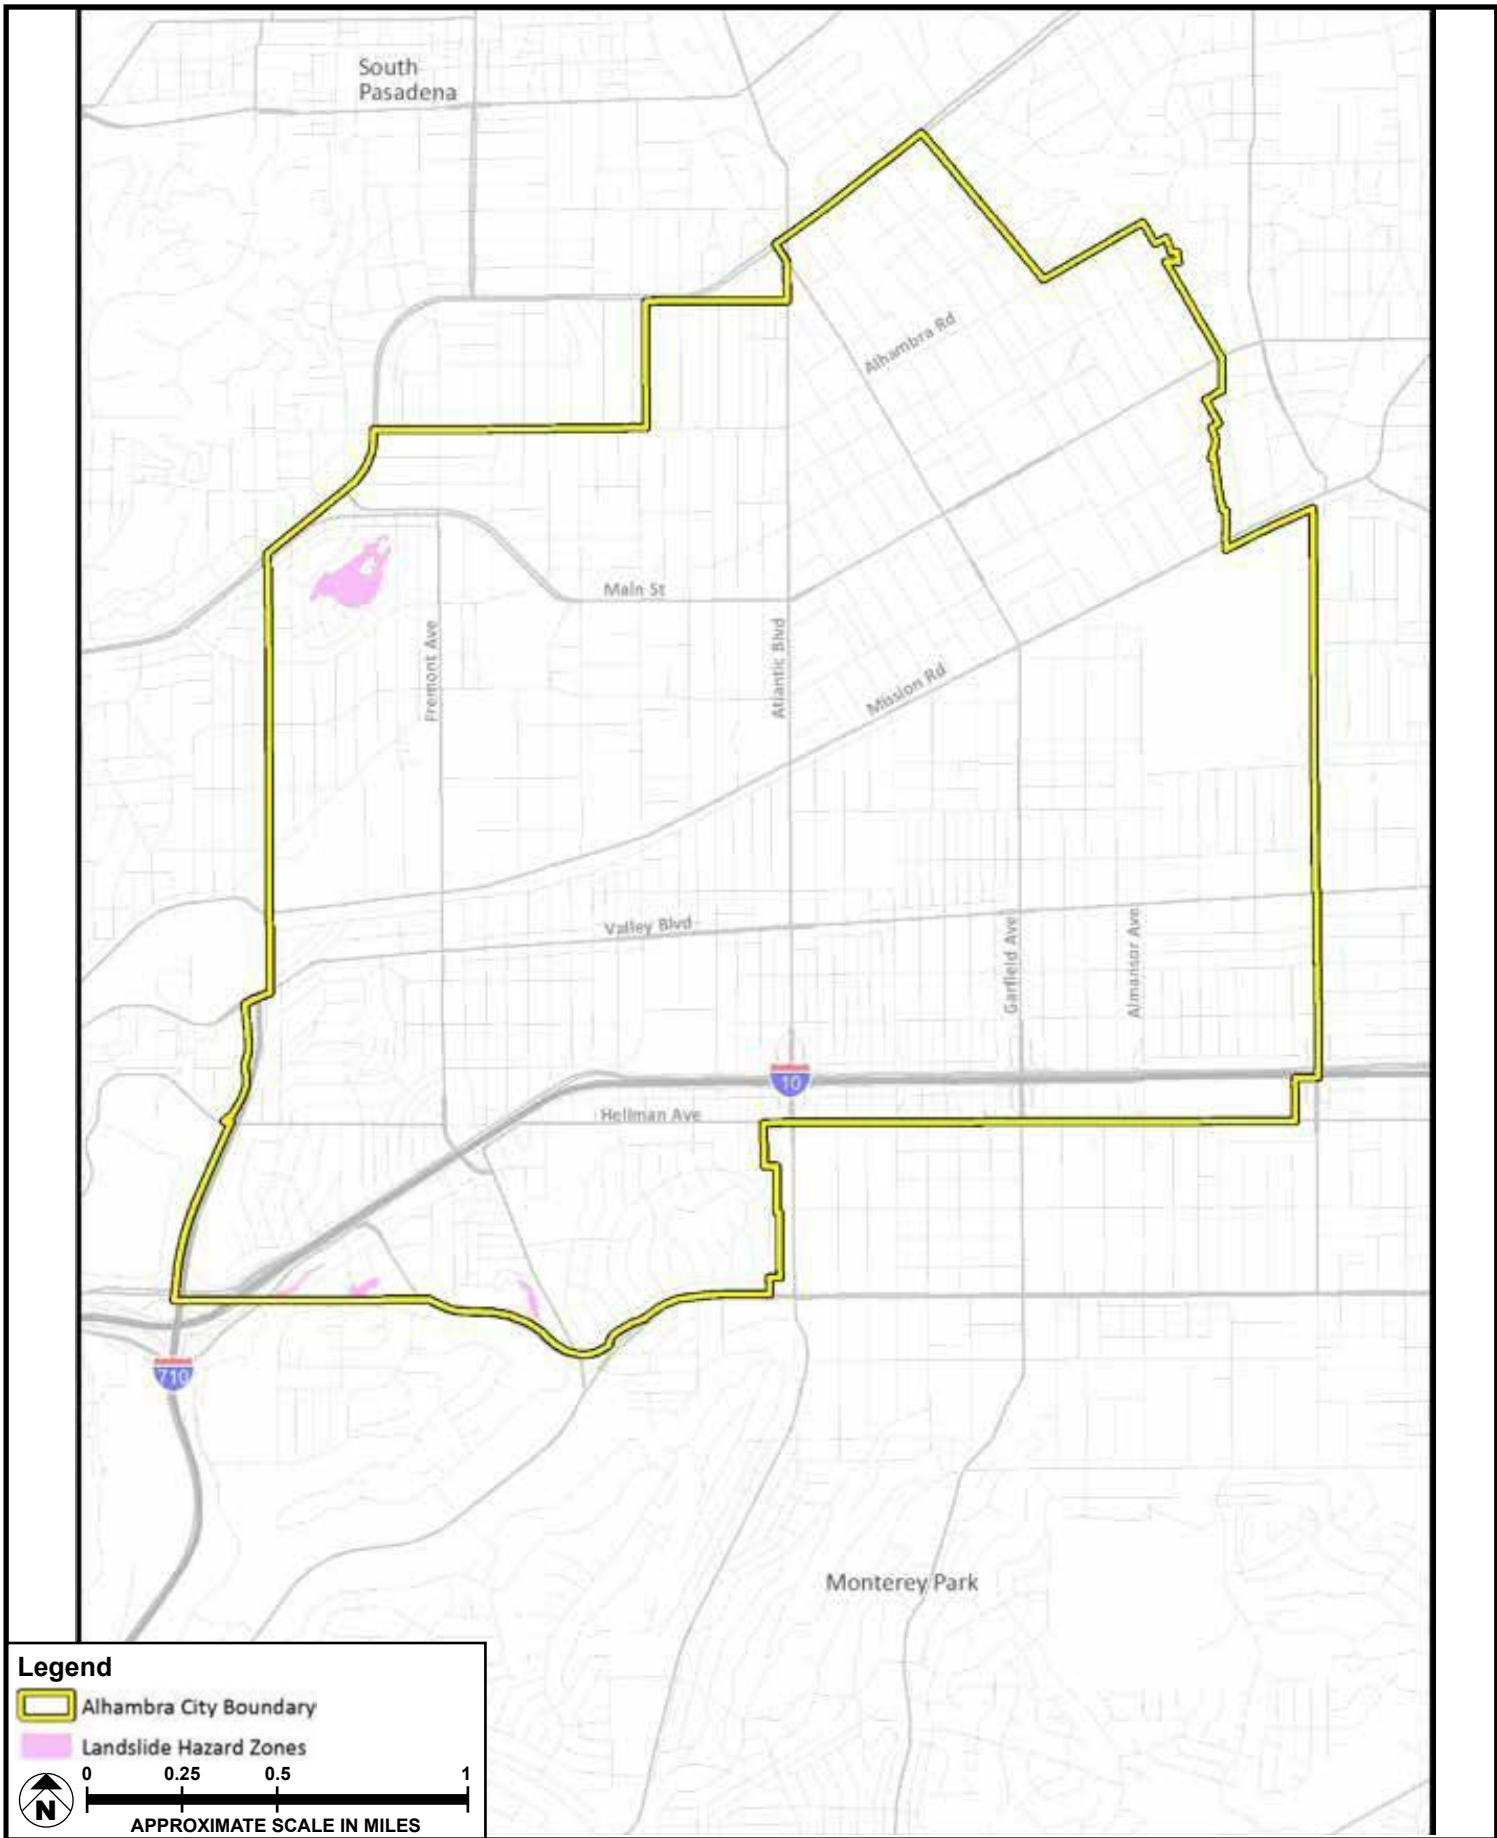 South
Pasadena
Alhambra Rd
Main St
Fremont Ave
Atlantic Blvd
Mission Rd
Valley Blvd
Garfield Ave
Almansor Ave
10
Hellman Ave
710
Monterey Park
Legend
Alhambra City Boundary
Landslide Hazard Zones
0 0.25 0.5 1
N
APPROXIMATE SCALE IN MILES